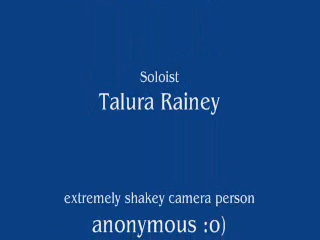 Soloist
Talura Rainey
extremely shakey camera person
anonymous :o)